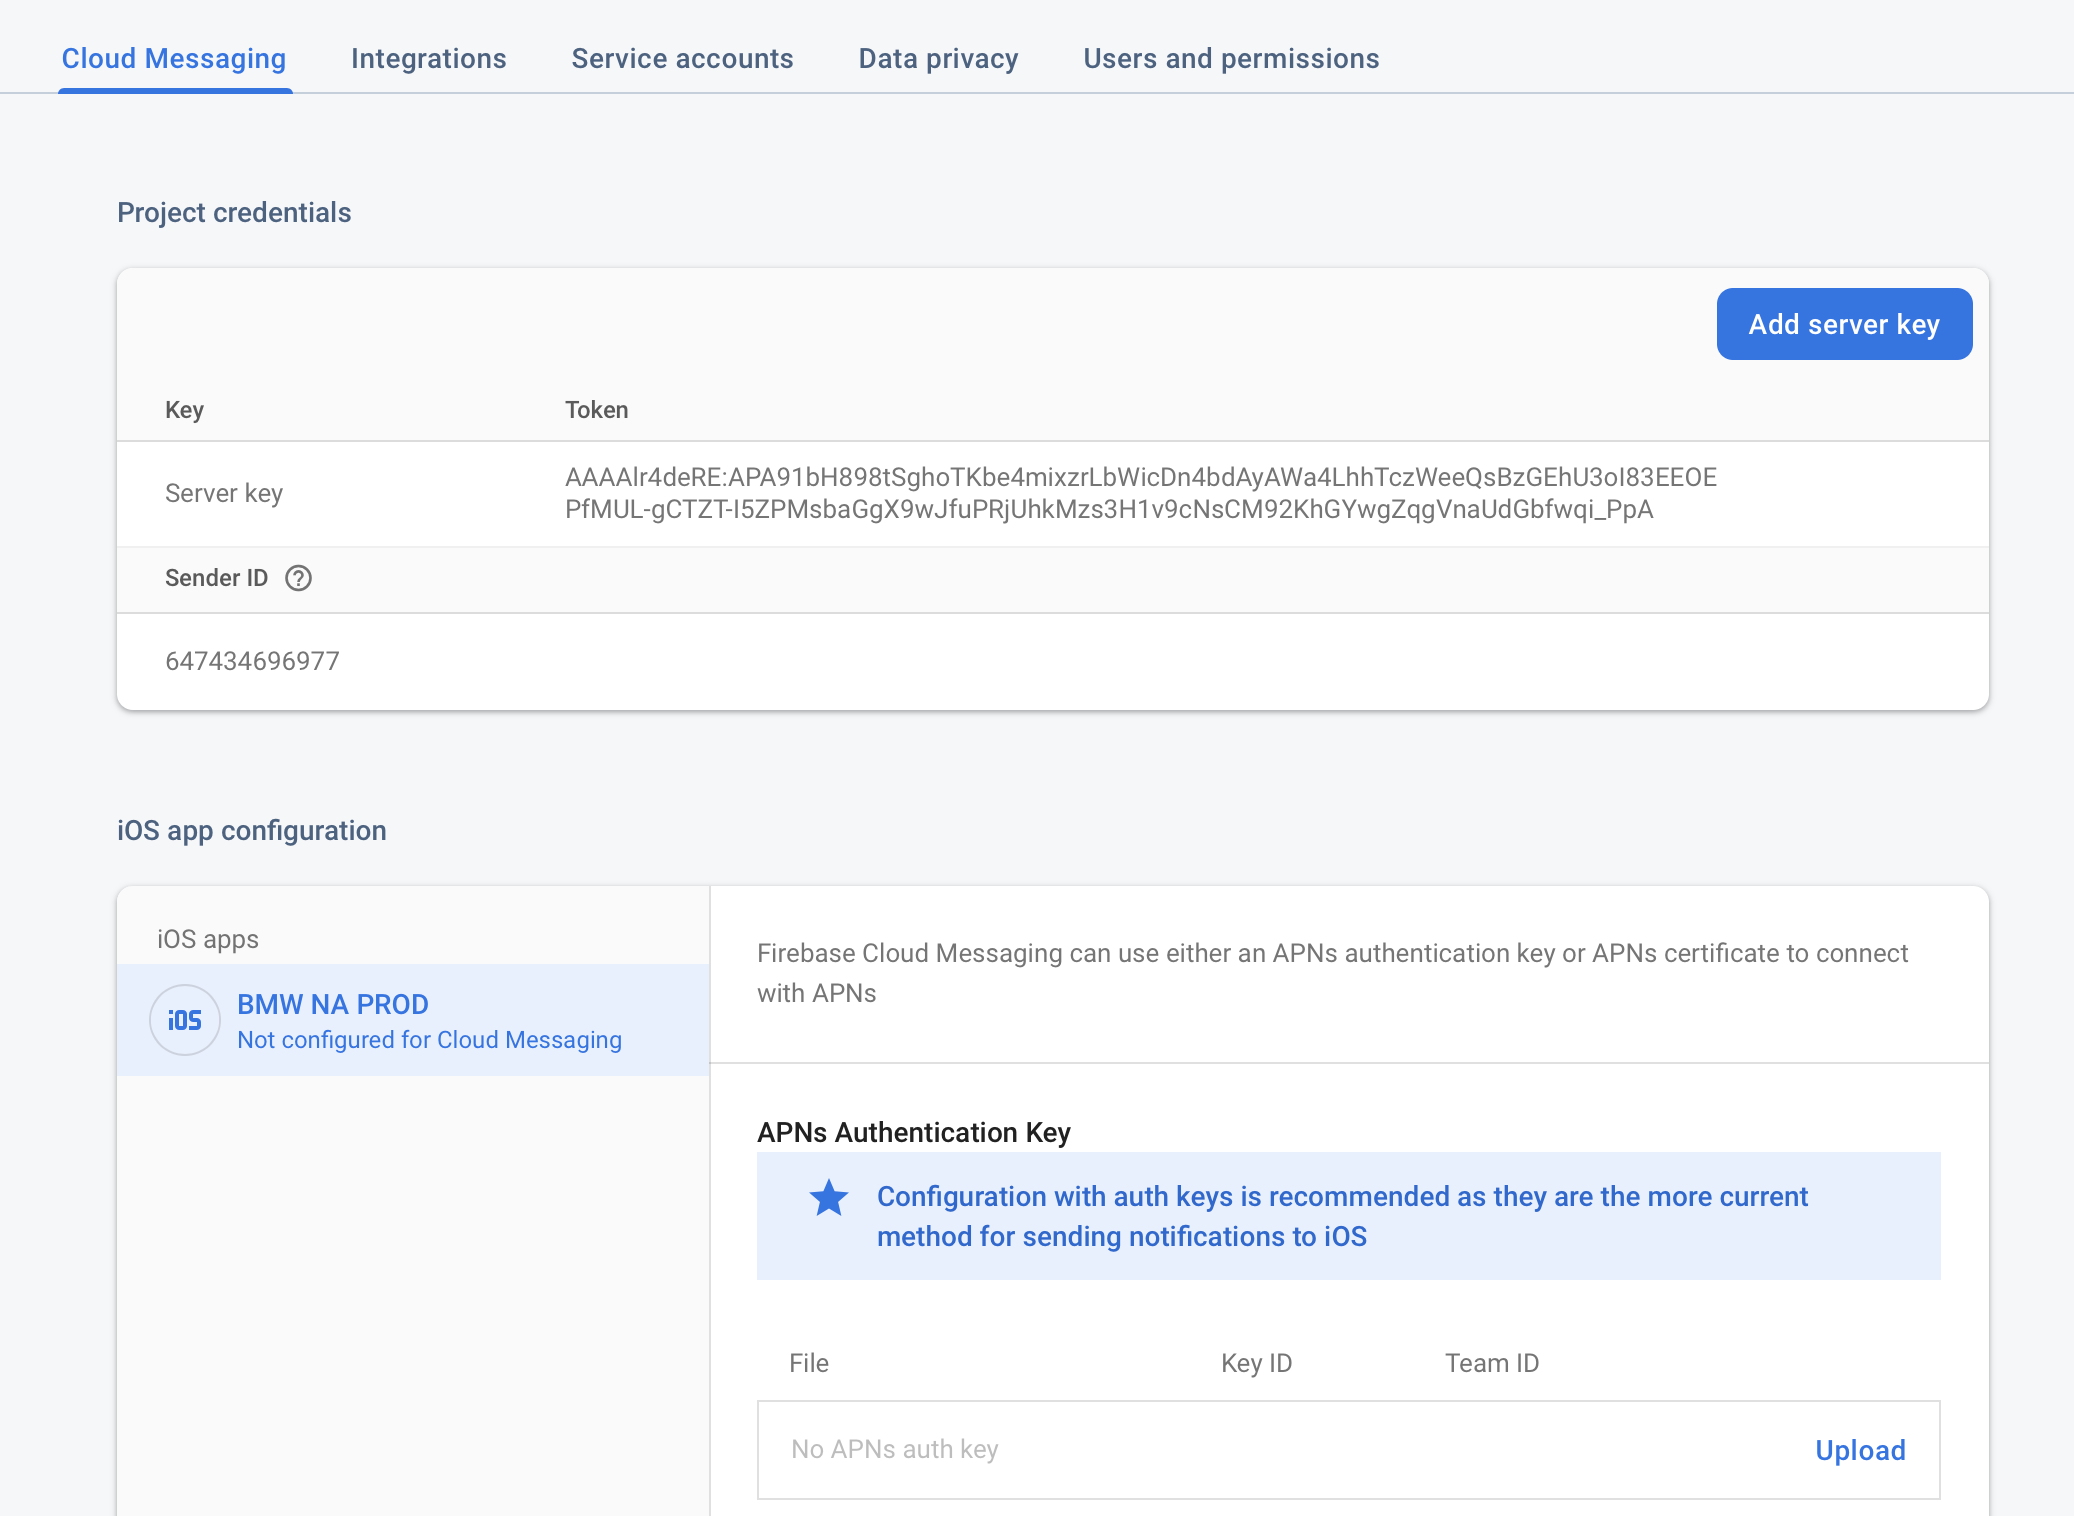 Cloud Messaging Integrations Service accounts Data privacy Users and permissions
Project credentials
Add server key
Key Token
Server key
AAAAlr4deRE:APA91bH898tSghoTKbe4mixzrLbWicDn4bdAyAWa4LhhTczWeeQsBzGEhU3oI83EEOE
PfMUL-gCTZT-I5ZPMsbaGgX9wJfuPRjUhkMzs3H1v9cNsCM92KhGYwgZqgVnaUdGbfwqi_PpA
Sender ID ?
647434696977
iOS app configuration
iOS apps
iOS
BMW NA PROD
Not configured for Cloud Messaging
Firebase Cloud Messaging can use either an APNs authentication key or APNs certificate to connect
with APNs
APNs Authentication Key
Configuration with auth keys is recommended as they are the more current
method for sending notifications to iOS
File Key ID Team ID
No APNs auth key Upload